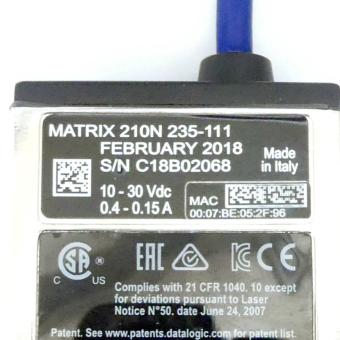 MATRIX 210N 235-111
FEBRUARY 2018
S/N C18B02068
Made
in Italy
10 - 30 Vdc
0.4 - 0.15 A
MAC
00:07:BE:05:2F:96
C US
EAC CE
Complies with 21 CFR 1040. 10 except
for deviations pursuant to Laser
Notice N°50. date June 24, 2007
Patent. See www.patents.datalogic.com for patent list.